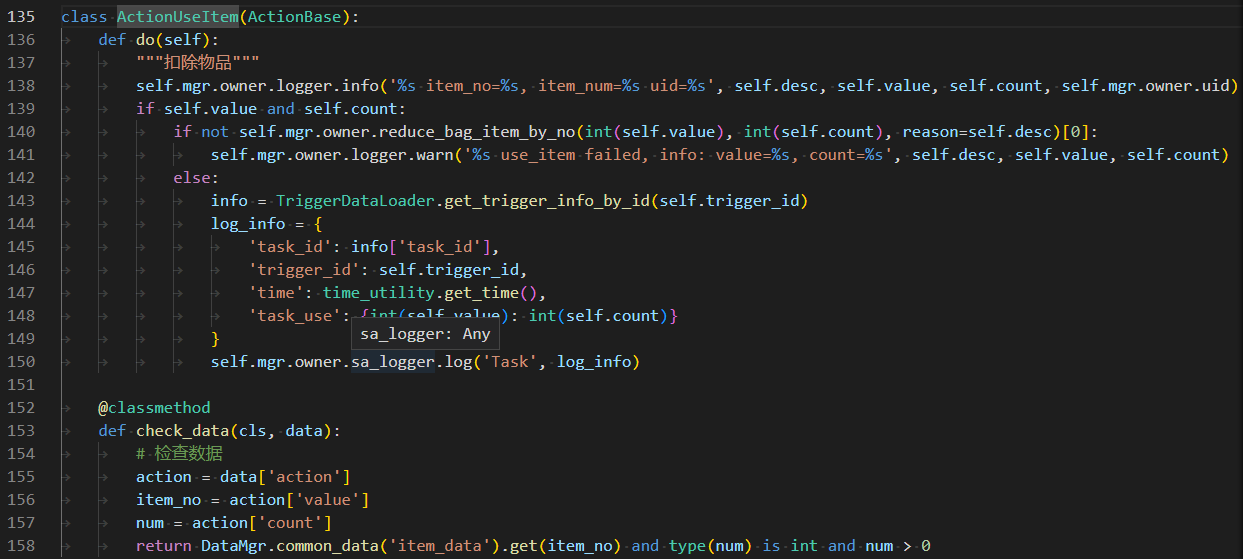 135 class ActionUseItem(ActionBase):
136 def do(self):
137 """扣除物品"""
138 self.mgr.owner.logger.info('%s item_no=%s, item_num=%s uid=%s', self.desc, self.value, self.count, self.mgr.owner.uid)
139 if self.value and self.count:
140 if not self.mgr.owner.reduce_bag_item_by_no(int(self.value), int(self.count), reason=self.desc)[0]:
141 self.mgr.owner.logger.warn('%s use_item failed, info: value=%s, count=%s', self.desc, self.value, self.count)
142 else:
143 info = TriggerDataLoader.get_trigger_info_by_id(self.trigger_id)
144 log_info = {
145 'task_id': info['task_id'],
146 'trigger_id': self.trigger_id,
147 'time': time_utility.get_time(),
148 'task_use': {int(self.value): int(self.count)}
sa_logger: Any
149 }
150 self.mgr.owner.sa_logger.log('Task', log_info)
151
152 @classmethod
153 def check_data(cls, data):
154 # 检查数据
155 action = data['action']
156 item_no = action['value']
157 num = action['count']
158 return DataMgr.common_data('item_data').get(item_no) and type(num) is int and num > 0